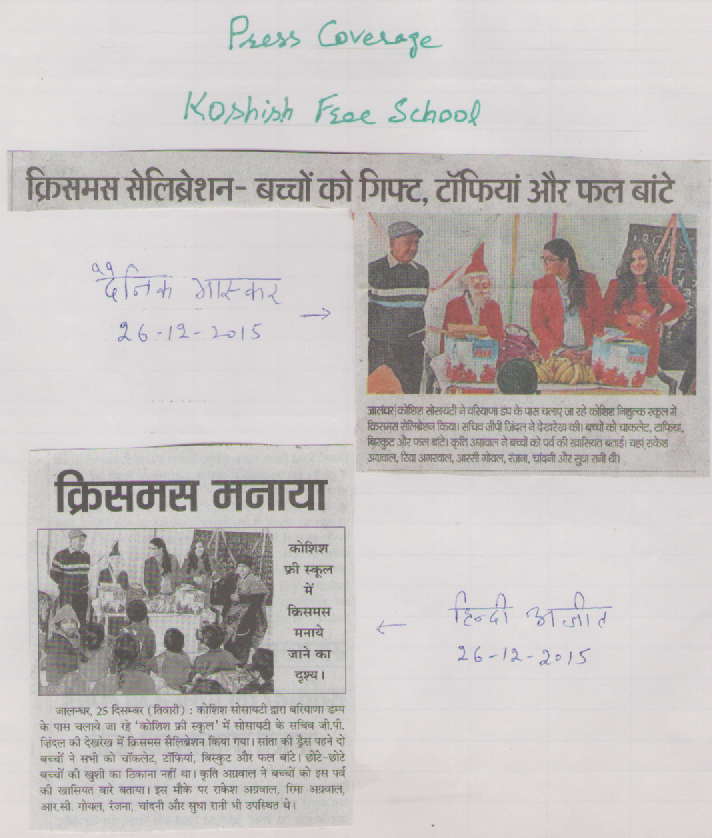 Press Coverage
Koshish Free School
क्रिसमस सेलिब्रेशन- बच्चों को गिफ्ट, टॉफियां और फल बांटे
दैनिक भास्कर
26-12-2015
जालंधर| कोशिश सोसायटी ने वरियाणा डंप के पास चलाए जा रहे कोशिश निशुल्क स्कूल में
क्रिसमस सेलिब्रेशन किया। सचिव जीपी जिंदल ने देखरेख की। बच्चों को चाकलेट, टाफियां,
बिस्कुट और फल बांटे। कृति अग्रवाल ने बच्चों को पर्व की खासियत बताई। यहां राकेश
अग्रवाल, रिया अगरवाल, आरसी गोयल, रंजना, चांदनी और सुधा रानी थी।
क्रिसमस मनाया
कोशिश
फ्री स्कूल
में
क्रिसमस
मनाये
जाने का
दृश्य।
हिन्दी अजीत
26-12-2015
जालन्धर, 25 दिसम्बर (तिवारी) : कोशिश सोसायटी द्वारा बरियाणा डम्प
के पास चलाये जा रहे 'कोशिश फ्री स्कूल' में सोसायटी के सचिव जी.पी.
ज़िंदल की देखरेख में क्रिसमस सैलिब्रेशन किया गया। सांता की ड्रैस पहने दो
बच्चों ने सभी को चॉकलेट, टॉफियां, बिस्कुट और फल बांटे। छोटे-छोटे
बच्चों की खुशी का ठिकाना नहीं था। कृति अग्रवाल ने बच्चों को इस पर्व
की खासियत बारे बताया। इस मौके पर राकेश अग्रवाल, रिमा अग्रवाल,
आर.सी. गोयल, रंजना, चांदनी और सुधा रानी भी उपस्थित थे।